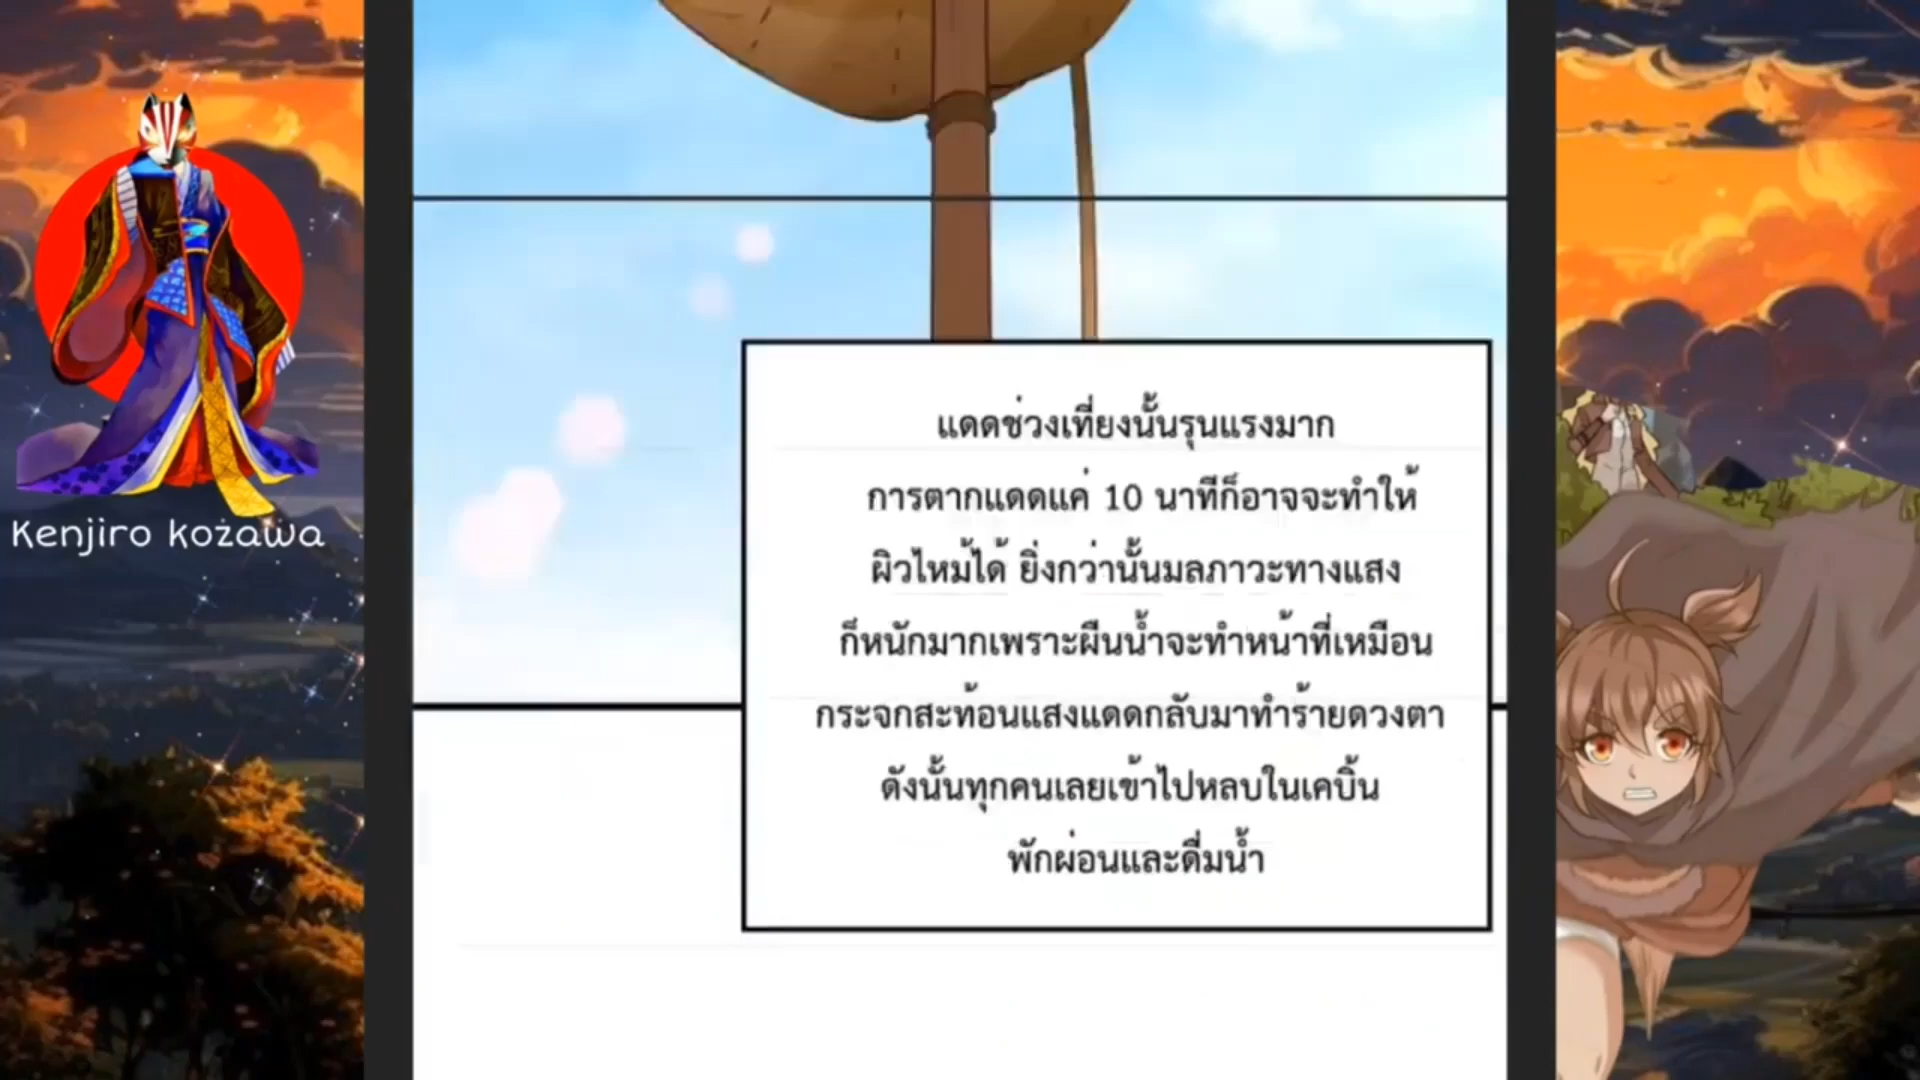 Kenjiro kozawa
แดดช่วงเที่ยงนั้นรุนแรงมาก
การตากแดดแค่ 10 นาทีก็อาจจะทำให้
ผิวไหม้ได้ ยิ่งกว่านั้นมลภาวะทางแสง
ก็หนักมากเพราะผืนน้ำจะทำหน้าที่เหมือน
กระจกสะท้อนแสงแดดกลับมาทำร้ายดวงตา
ดังนั้นทุกคนเลยเข้าไปหลบในเคบิ้น
พักผ่อนและดื่มน้ำ